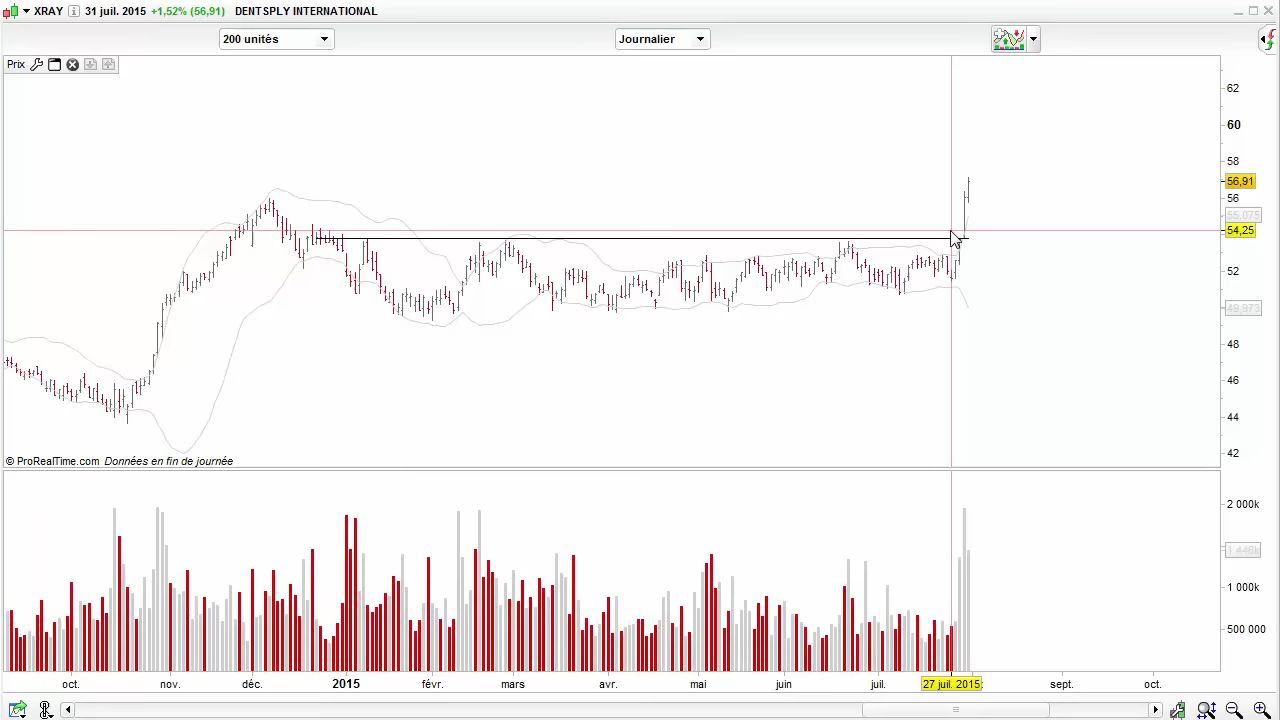 XRAY 31 juil. 2015 +1,52% (56,91) DENTSPLY INTERNATIONAL
200 unités Journalier
Prix
62
60
58
56,91
56
55,075
54,25
52
49,973
48
46
44
42
© ProRealTime.com Données en fin de journée
2 000k
1 446k
1 000k
500 000
oct. nov. déc. 2015 févr. mars avr. mai juin juil. 27 juil. 2015 sept. oct.